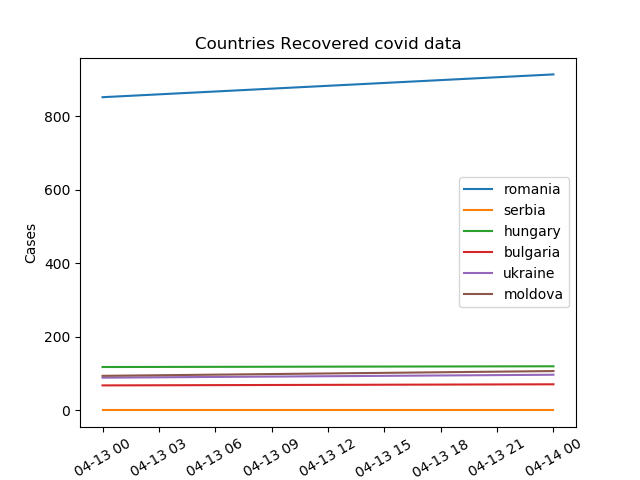 Countries Recovered covid data
Cases
800
600
400
200
0
romania
serbia
hungary
bulgaria
ukraine
moldova
04-13 00
04-13 03
04-13 06
04-13 09
04-13 12
04-13 15
04-13 18
04-13 21
04-14 00